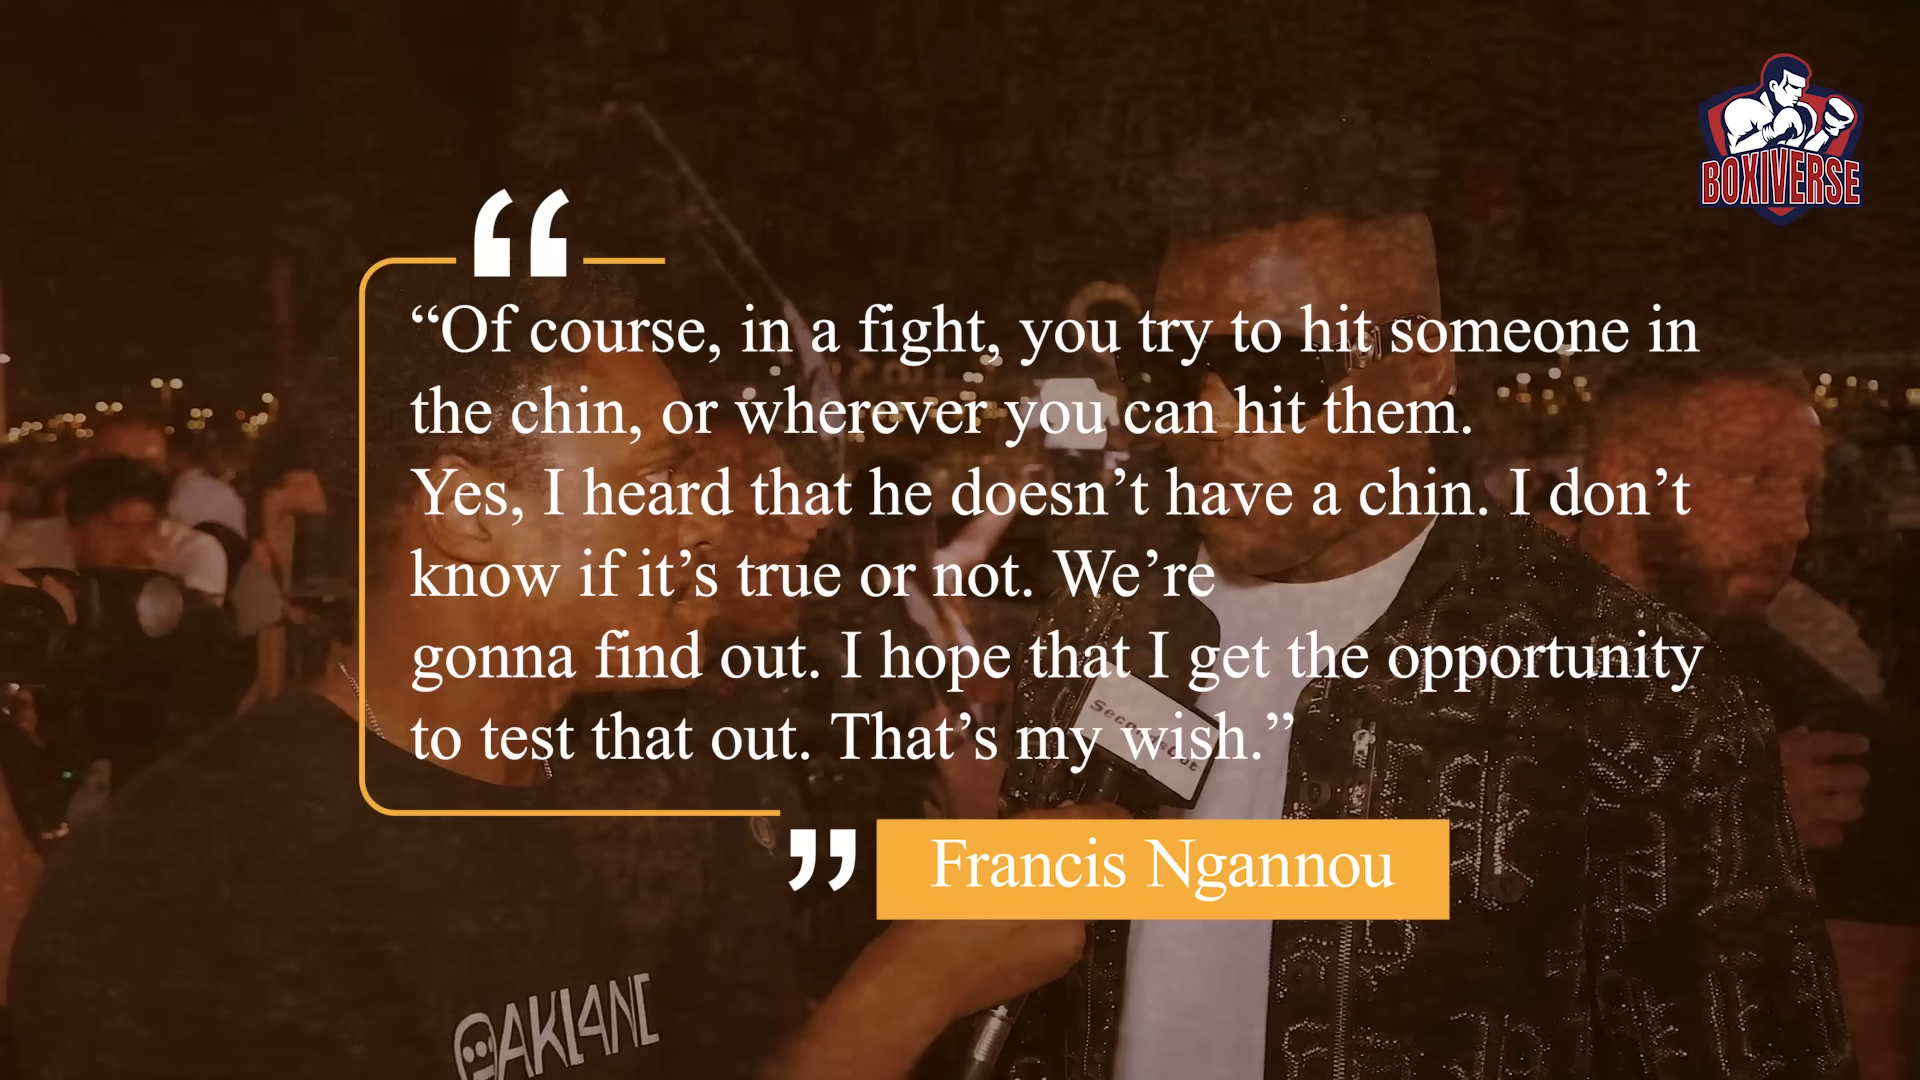 BOXIVERSE
“Of course, in a fight, you try to hit someone in
the chin, or wherever you can hit them.
Yes, I heard that he doesn’t have a chin. I don’t
know if it’s true or not. We’re
gonna find out. I hope that I get the opportunity
to test that out. That’s my wish.”
Francis Ngannou
OAKLAND